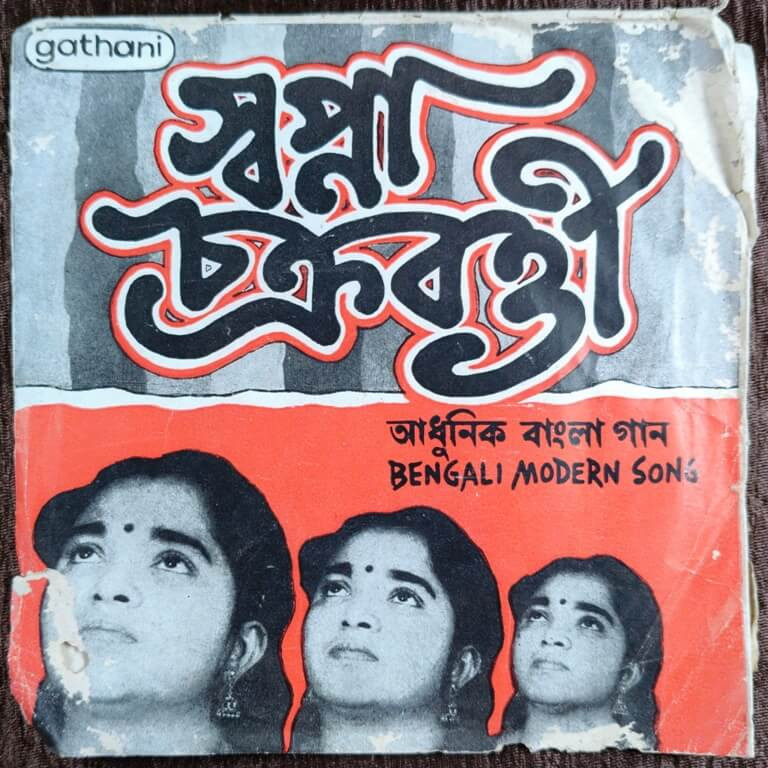 gathani
স্বপ্না
চক্রবর্ত্তী
আধুনিক বাংলা গান
BENGALI MODERN SONG